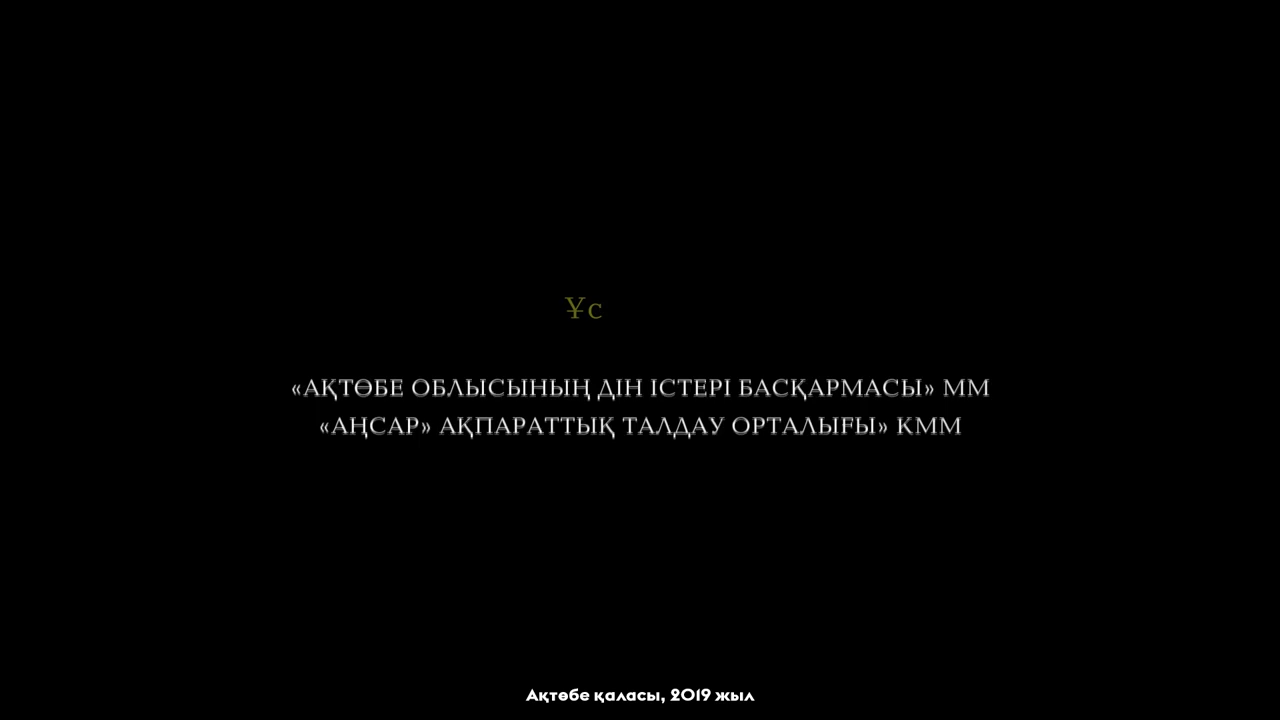 Ұс
«АҚТӨБЕ ОБЛЫСЫНЫҢ ДІН ІСТЕРІ БАСҚАРМАСЫ» ММ
«АҢСАР» АҚПАРАТТЫҚ ТАЛДАУ ОРТАЛЫҒЫ» КММ
Ақтөбе қаласы, 2019 жыл